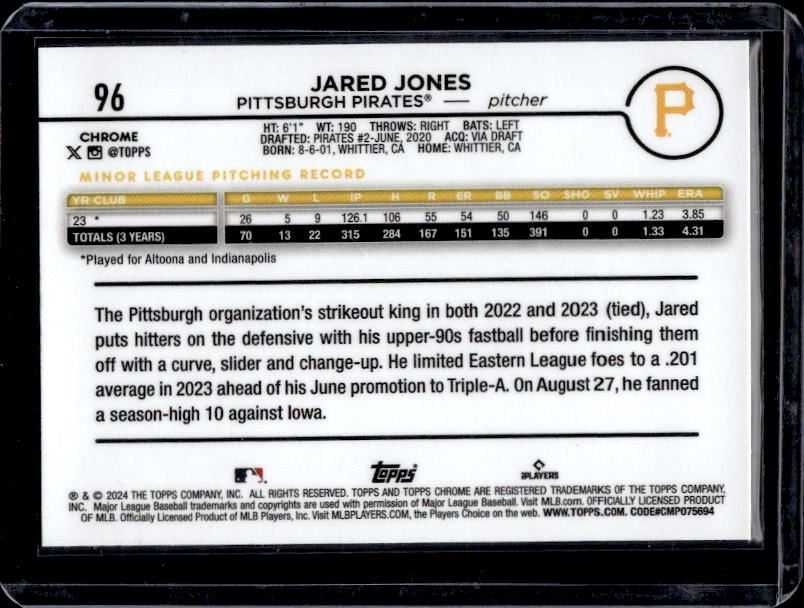 96
JARED JONES
PITTSBURGH PIRATES® — pitcher
P
CHROME
@TOPPS
HT: 6'1" WT: 190 THROWS: RIGHT BATS: LEFT
DRAFTED: PIRATES #2-JUNE, 2020 ACQ: VIA DRAFT
BORN: 8-6-01, WHITTIER, CA HOME: WHITTIER, CA
MINOR LEAGUE PITCHING RECORD
YR CLUB G W L IP H R ER BB SO SHO SV WHIP ERA
23 * 26 5 9 126.1 106 55 54 50 146 0 0 1.23 3.85
TOTALS (3 YEARS) 70 13 22 315 284 167 151 135 391 0 0 1.33 4.31
*Played for Altoona and Indianapolis
The Pittsburgh organization's strikeout king in both 2022 and 2023 (tied), Jared
puts hitters on the defensive with his upper-90s fastball before finishing them
off with a curve, slider and change-up. He limited Eastern League foes to a .201
average in 2023 ahead of his June promotion to Triple-A. On August 27, he fanned
a season-high 10 against Iowa.
topps
PLAYERS
® & © 2024 THE TOPPS COMPANY, INC. ALL RIGHTS RESERVED. TOPPS AND TOPPS CHROME ARE REGISTERED TRADEMARKS OF THE TOPPS COMPANY,
INC. Major League Baseball trademarks and copyrights are used with permission of Major League Baseball. Visit MLB.com. OFFICIALLY LICENSED PRODUCT
OF MLB. Officially Licensed Product of MLB Players, Inc. Visit MLBPLAYERS.COM, the Players Choice on the web. WWW.TOPPS.COM. CODE#CMP075694